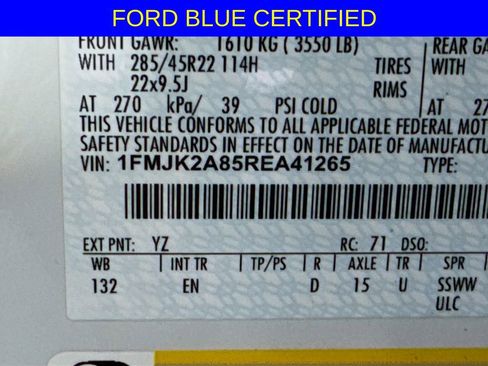 FORD BLUE CERTIFIED
FRONT GAWR: 1610 KG ( 3550 LB) REAR GA
WITH 285/45R22 114H TIRES WITH
22x9.5J RIMS
AT 270 kPa/ 39 PSI COLD AT 27
THIS VEHICLE CONFORMS TO ALL APPLICABLE FEDERAL MOT
SAFETY STANDARDS IN EFFECT ON THE DATE OF MANUFACTU
VIN: 1FMJK2A85REA41265 TYPE:
EXT PNT: YZ RC: 71 DSO:
WB | INT TR | TP/PS | R | AXLE | TR | SPR
132 EN D 15 U SSWW
ULC